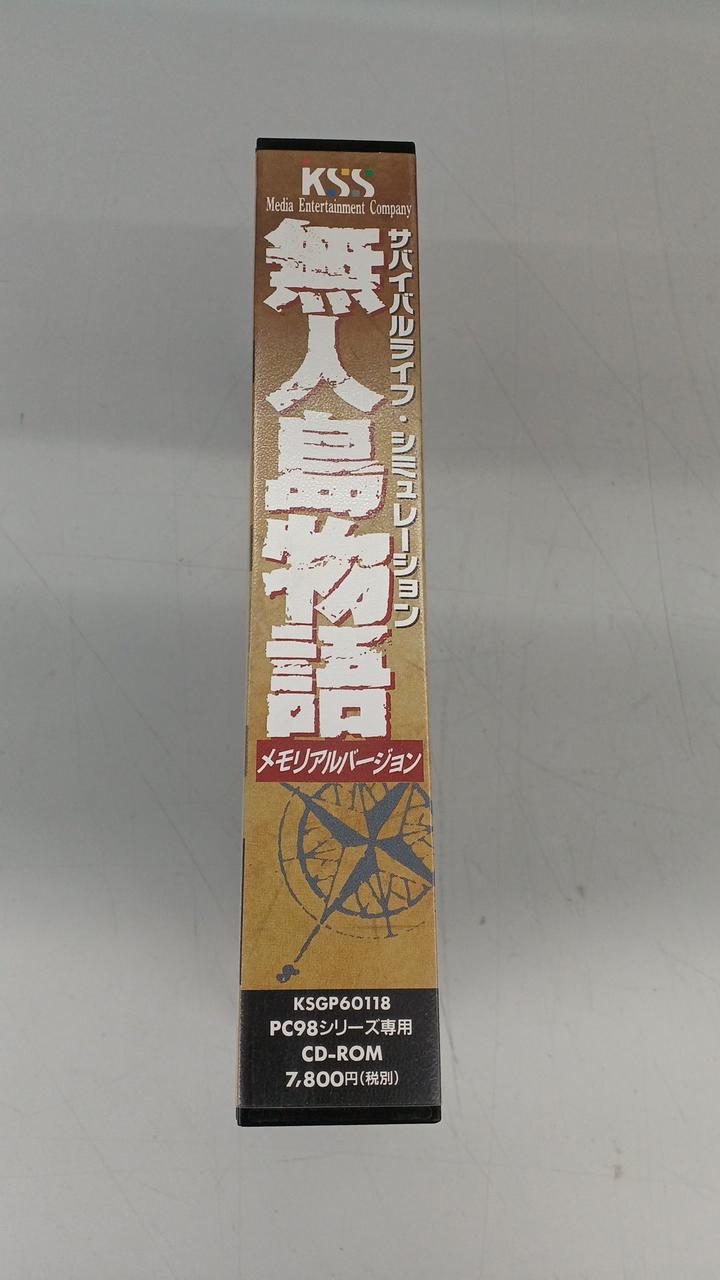 KSS
Media Entertainment Company
サバイバルライフ・シミュレーション
無人島物語
メモリアルバージョン
KSGP60118
PC98シリーズ専用
CD-ROM
7,800円(税別)